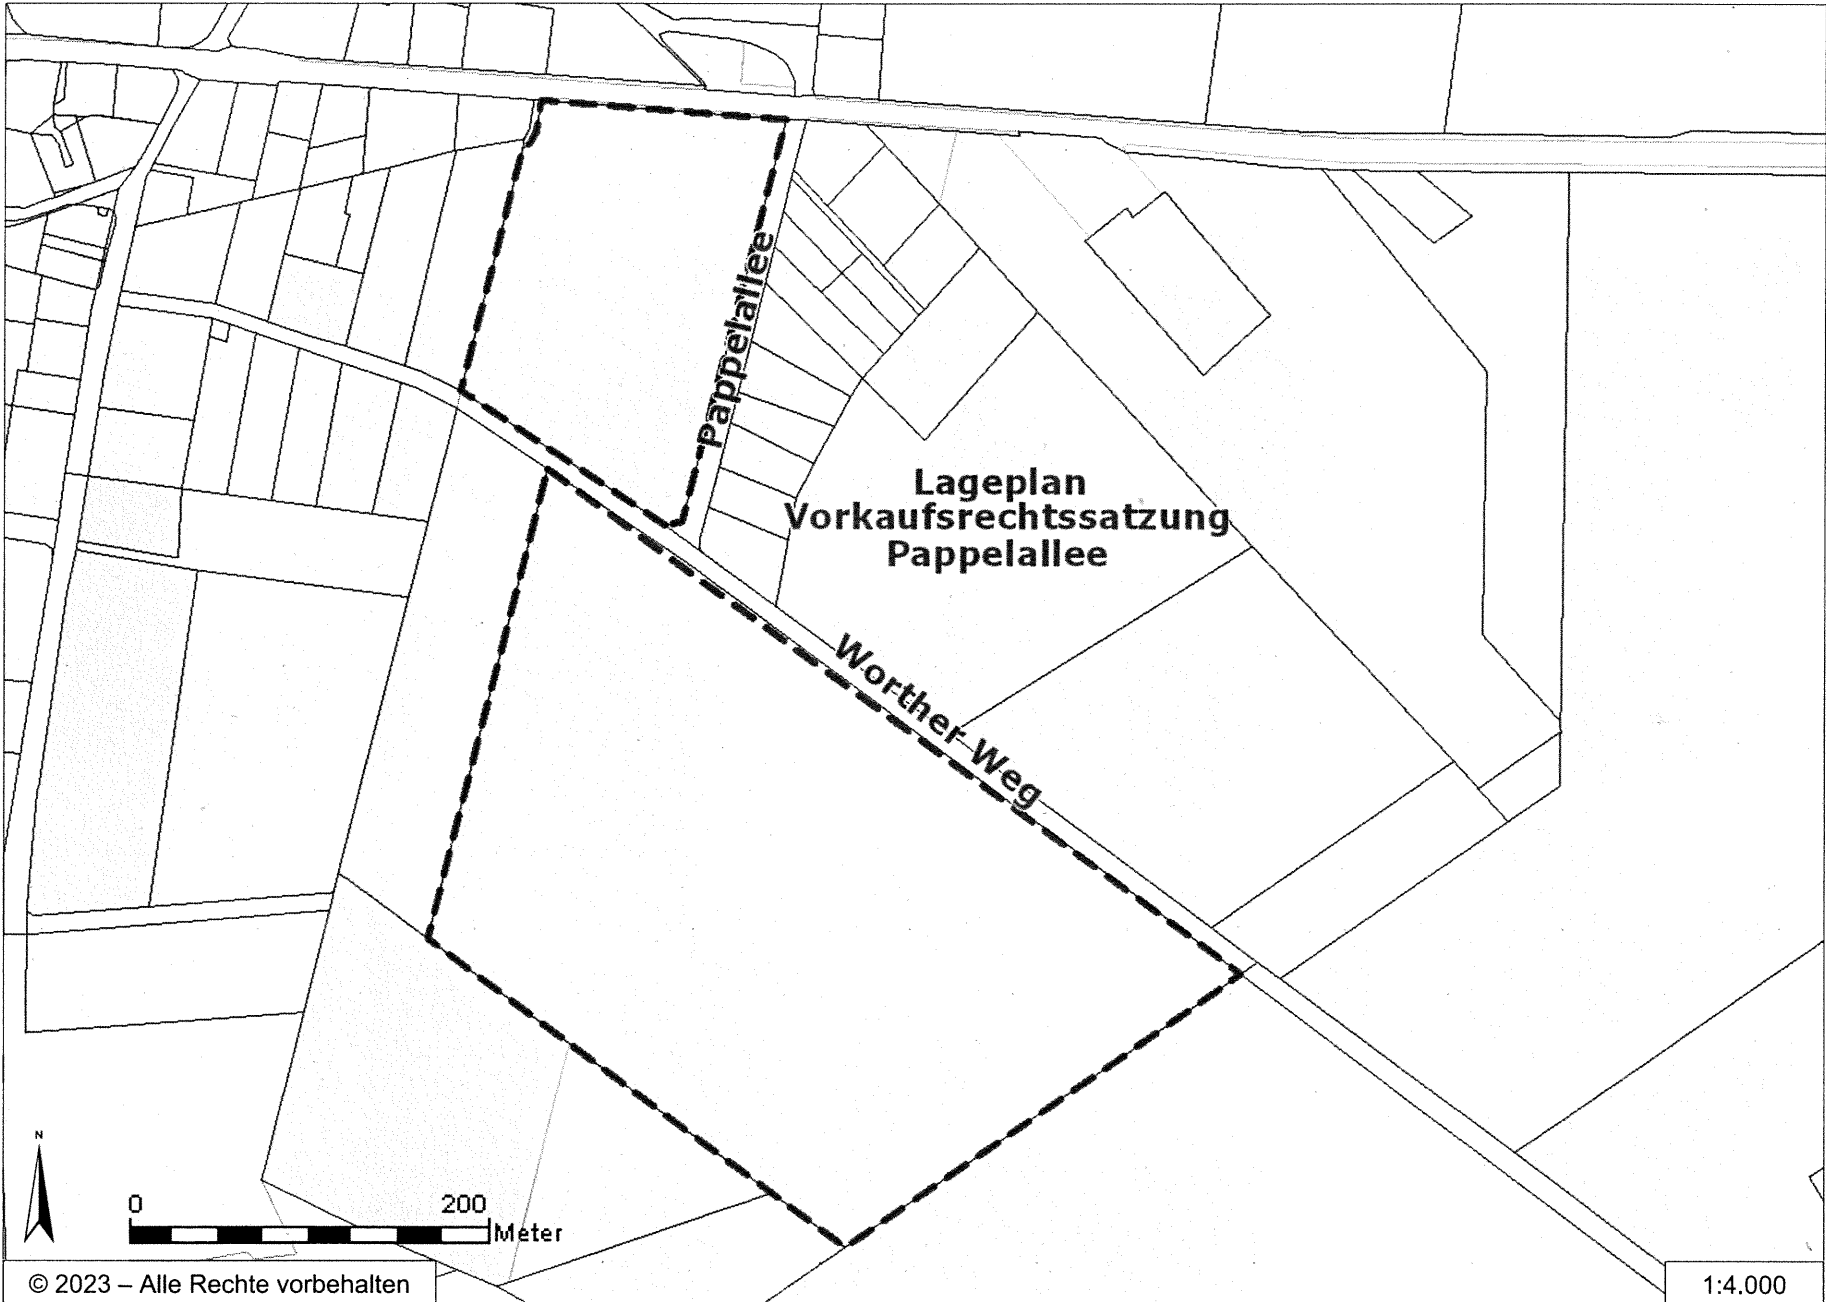 Pappelallee
Lageplan
Vorkaufsrechtssatzung
Pappelallee
Worther Weg
N
0 200
Meter
© 2023 – Alle Rechte vorbehalten
1:4.000